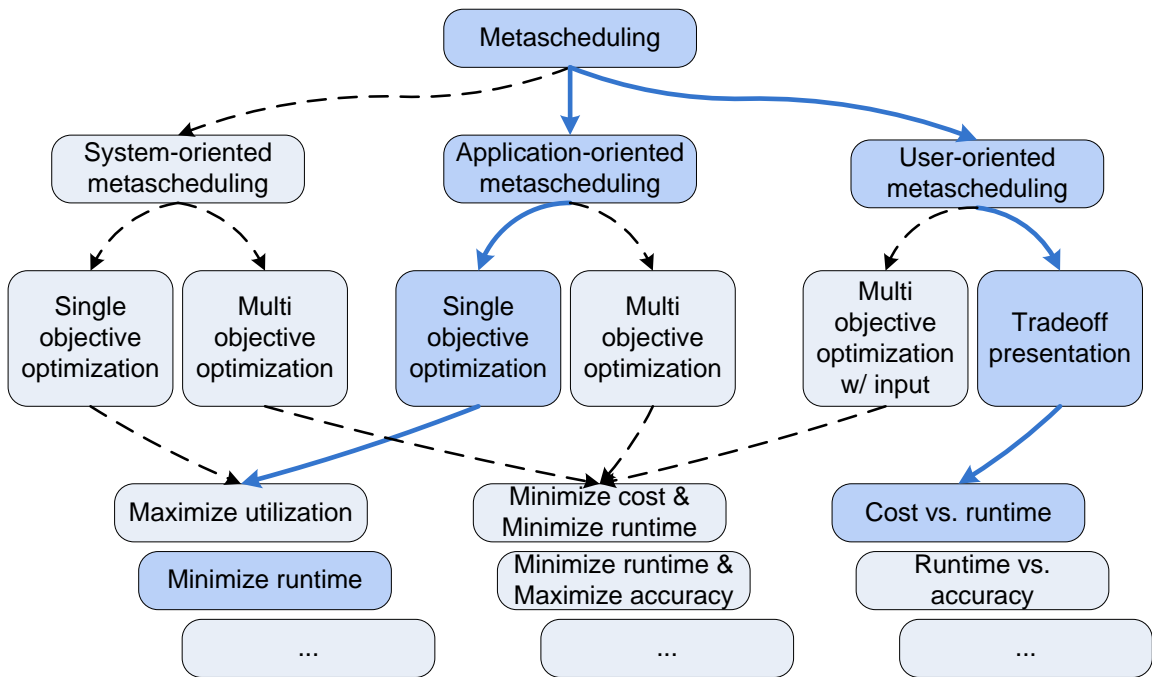 Metascheduling
System-oriented
metascheduling
Application-oriented
metascheduling
User-oriented
metascheduling
Single
objective
optimization
Multi
objective
optimization
Single
objective
optimization
Multi
objective
optimization
Multi
objective
optimization
w/ input
Tradeoff
presentation
Maximize utilization
Minimize runtime
...
Minimize cost &
Minimize runtime
Minimize runtime &
Maximize accuracy
...
Cost vs. runtime
Runtime vs.
accuracy
...